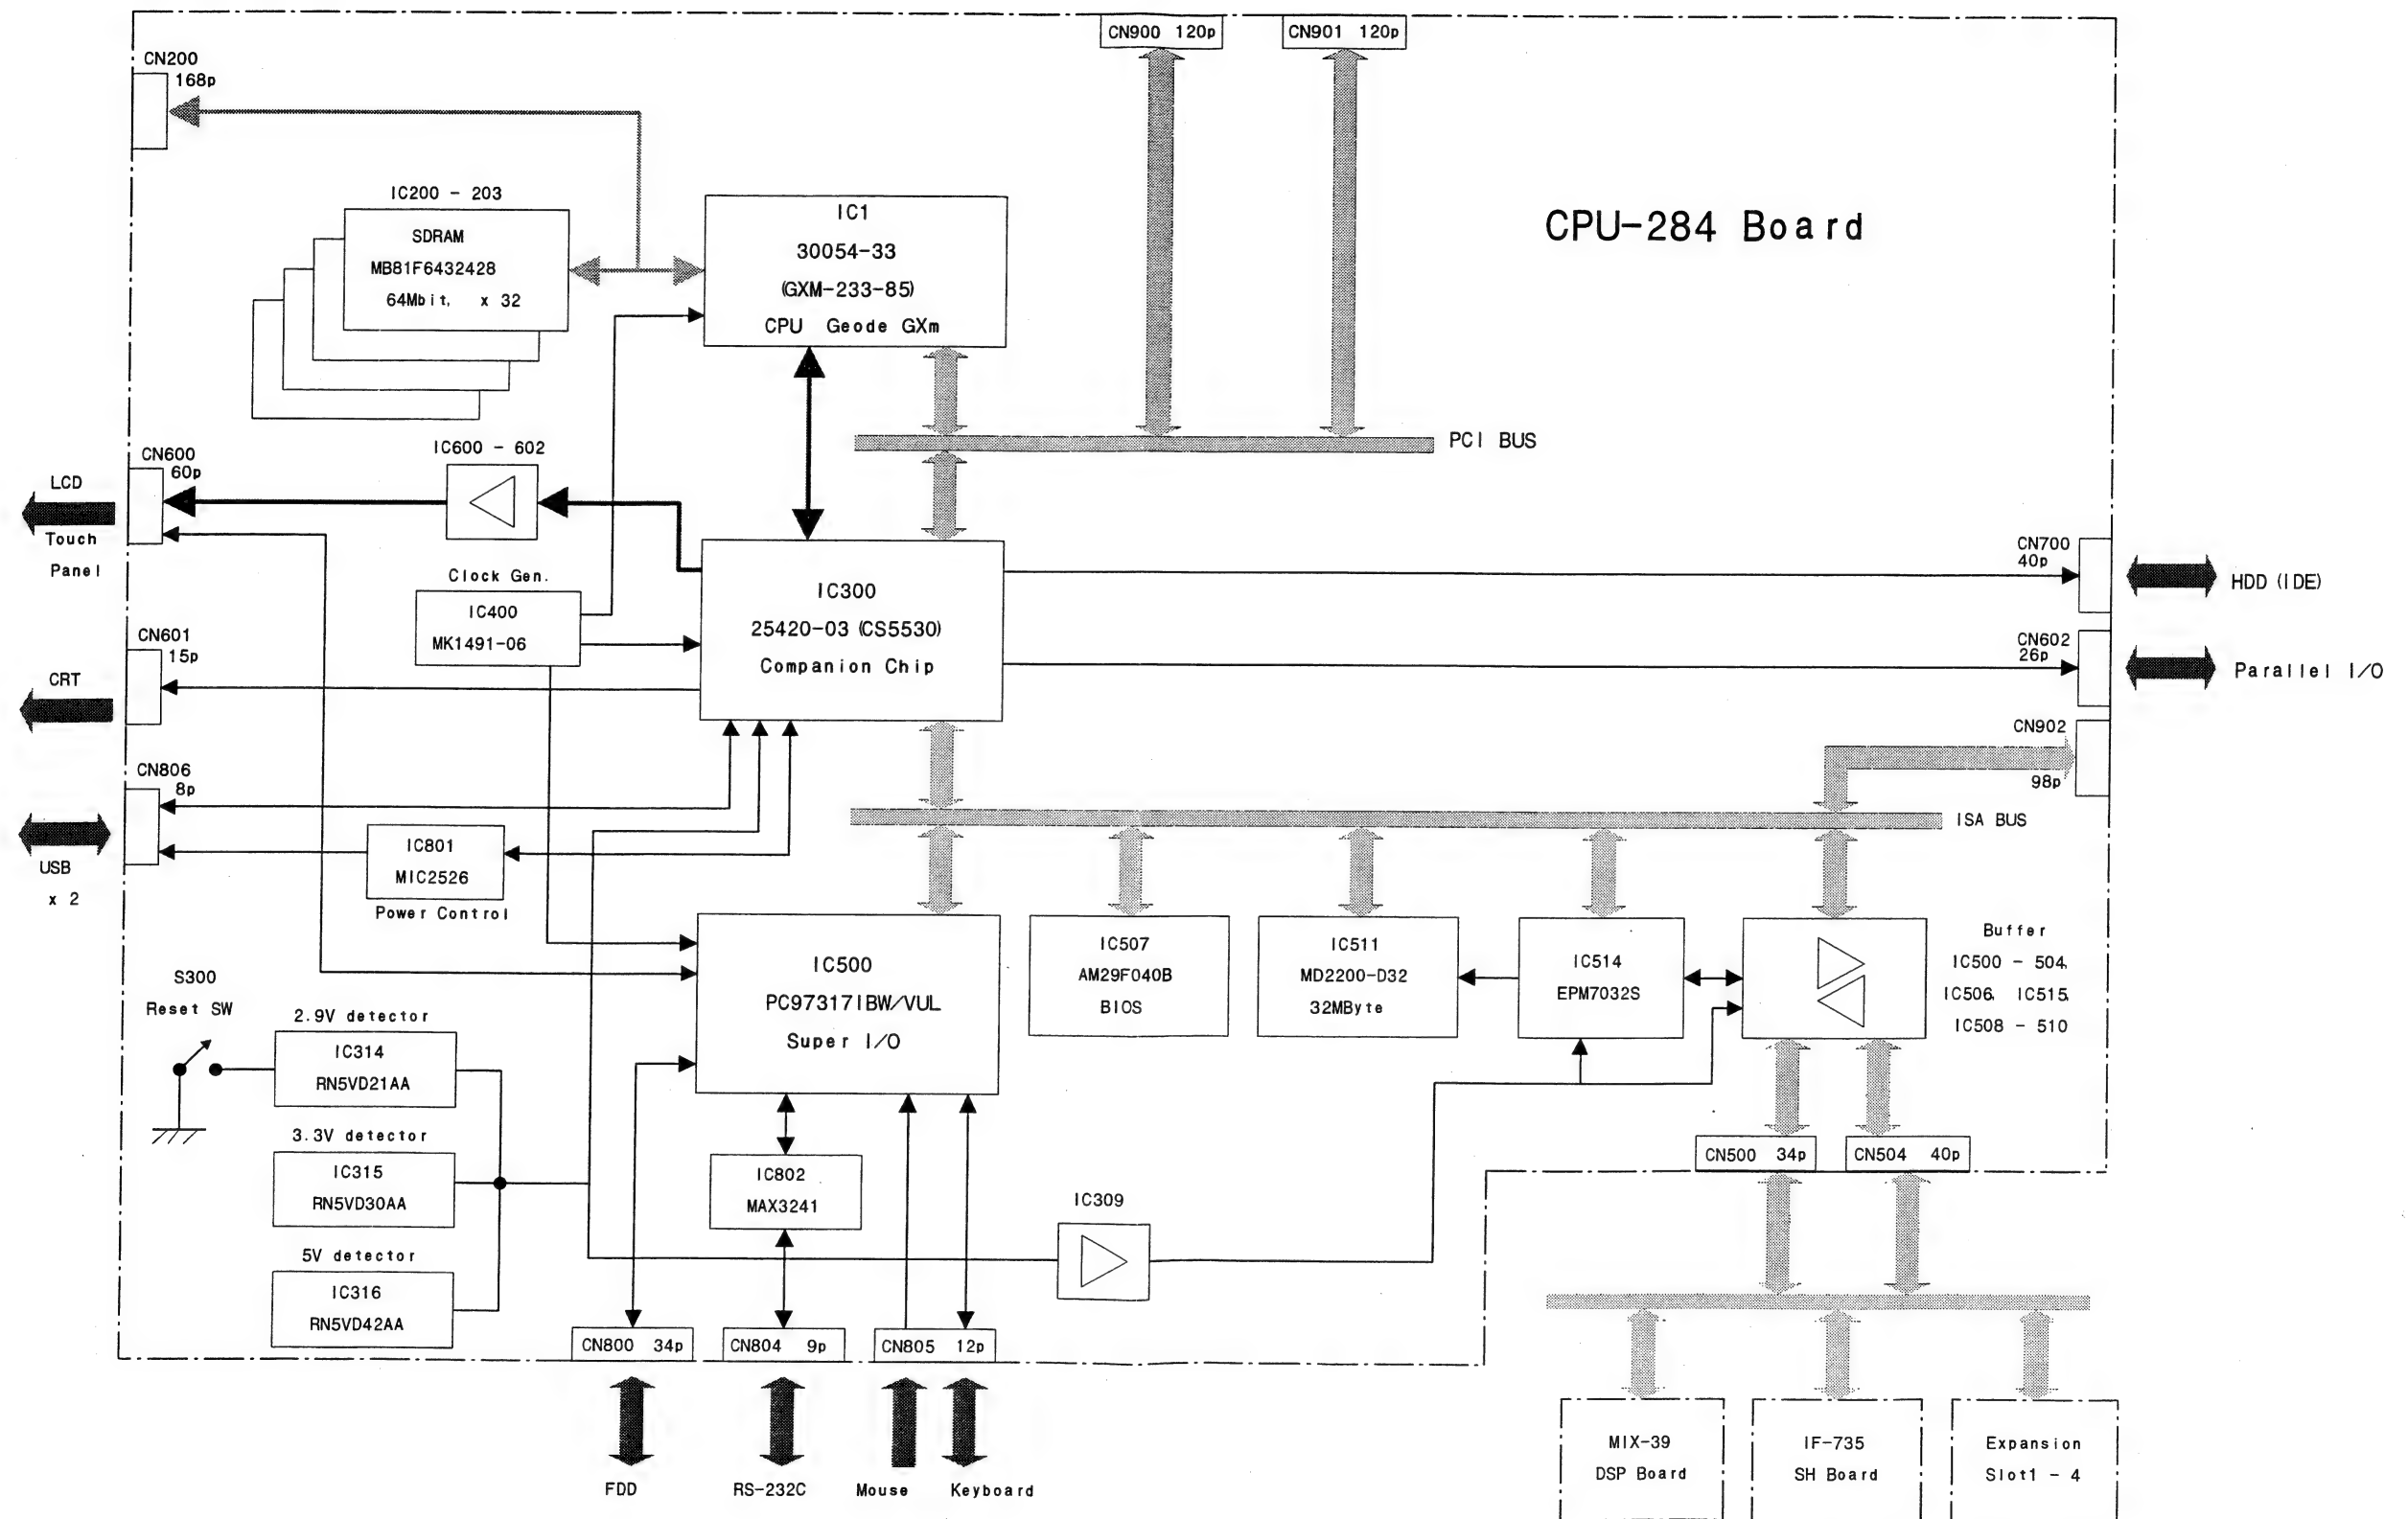 CN900 120p
CN901 120p
CN200
168p
CPU-284 Board
IC200 - 203
SDRAM
MB81F6432428
64Mbit, x 32
IC1
30054-33
(GXM-233-85)
CPU Geode GXm
PCI BUS
CN600
60p
IC600 - 602
LCD
Touch
Panel
Clock Gen.
IC400
MK1491-06
IC300
25420-03 (CS5530)
Companion Chip
CN700
40p
HDD (IDE)
CN602
26p
Parallel I/O
CN601
15p
CRT
CN902
98p
CN806
8p
USB
x 2
ISA BUS
IC801
MIC2526
Power Control
IC500
PC97317IBW/VUL
Super I/O
IC507
AM29F040B
BIOS
IC511
MD2200-D32
32MByte
IC514
EPM7032S
Buffer
IC500 - 504,
IC506, IC515,
IC508 - 510
S300
Reset SW
2.9V detector
IC314
RN5VD21AA
3.3V detector
IC315
RN5VD30AA
5V detector
IC316
RN5VD42AA
IC802
MAX3241
IC309
CN500 34p
CN504 40p
CN800 34p
CN804 9p
CN805 12p
FDD
RS-232C
Mouse
Keyboard
MIX-39
DSP Board
IF-735
SH Board
Expansion
Slot1 - 4